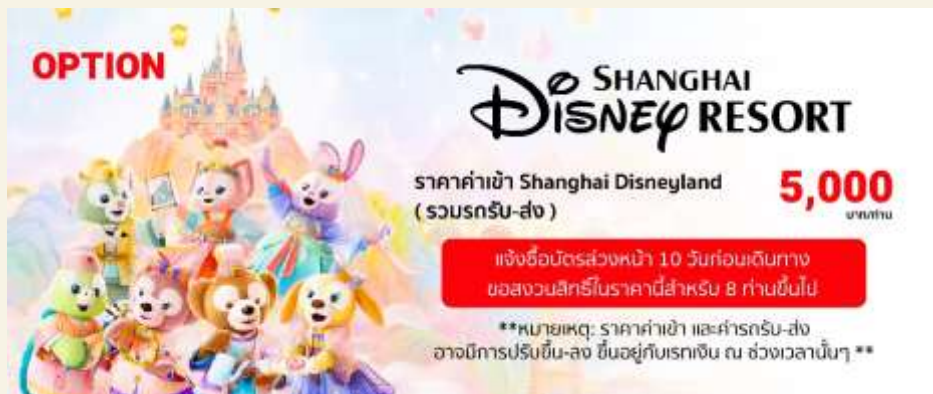 OPTION
SHANGHAI
DISNEY RESORT
ราคาค่าเข้า Shanghai Disneyland
( รวมรถรับ-ส่ง )
5,000
บาท/ท่าน
แจ้งซื้อบัตรล่วงหน้า 10 วันก่อนเดินทาง
ขอสงวนสิทธิ์ในราคานี้สำหรับ 8 ท่านขึ้นไป
**หมายเหตุ: ราคาค่าเข้า และค่ารถรับ-ส่ง
อาจมีการปรับขึ้น-ลง ขึ้นอยู่กับเรทเงิน ณ ช่วงเวลานั้นๆ **